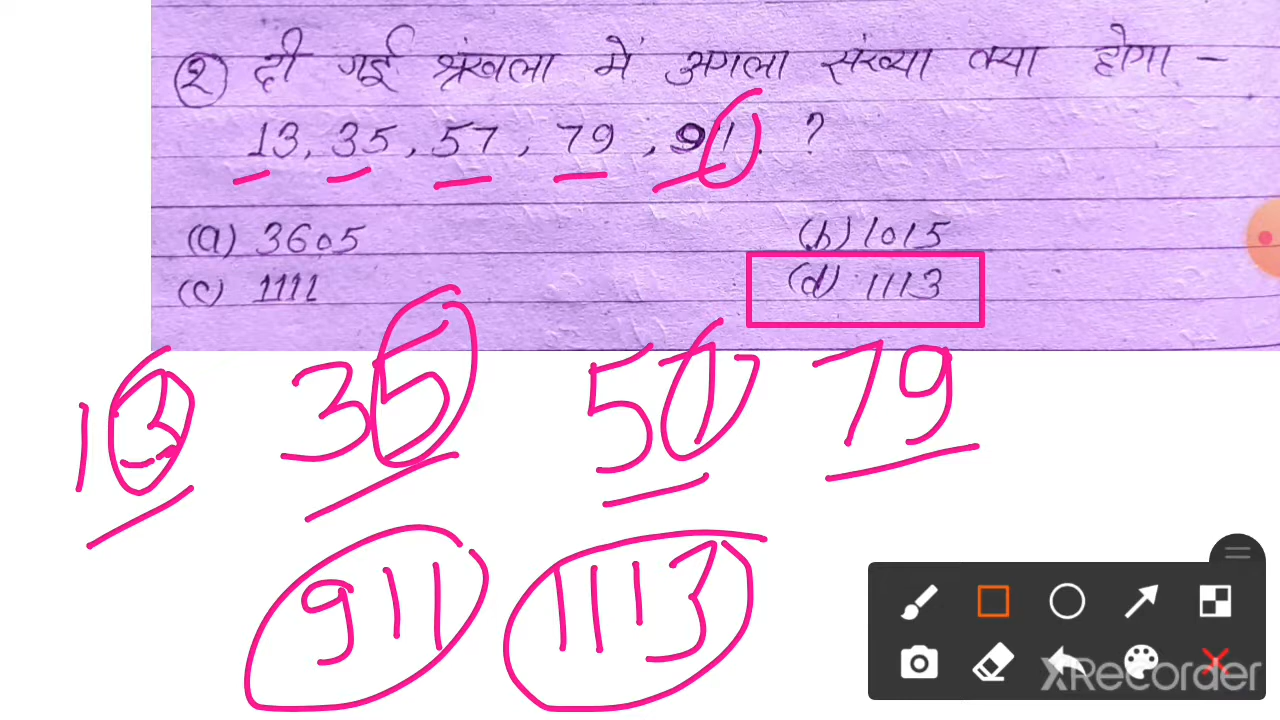 २ दी गई श्रंखला में अगला संख्या क्या होगा –
13, 35, 57, 79, 911. ?
(a) 3605 (b) 1015
(c) 1111 (d) 1113
13 35 57 79
911 1113
XRecorder